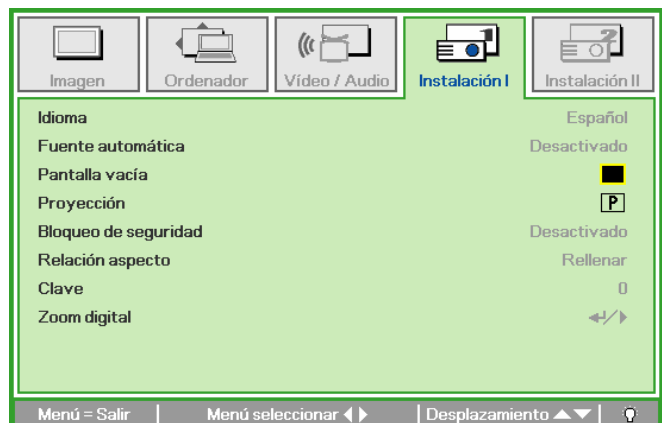 Imagen
Ordenador
Vídeo / Audio
Instalación I
Instalación II
Idioma Español
Fuente automática Desactivado
Pantalla vacía
Proyección P
Bloqueo de seguridad Desactivado
Relación aspecto Rellenar
Clave 0
Zoom digital
Menú = Salir Menú seleccionar Desplazamiento